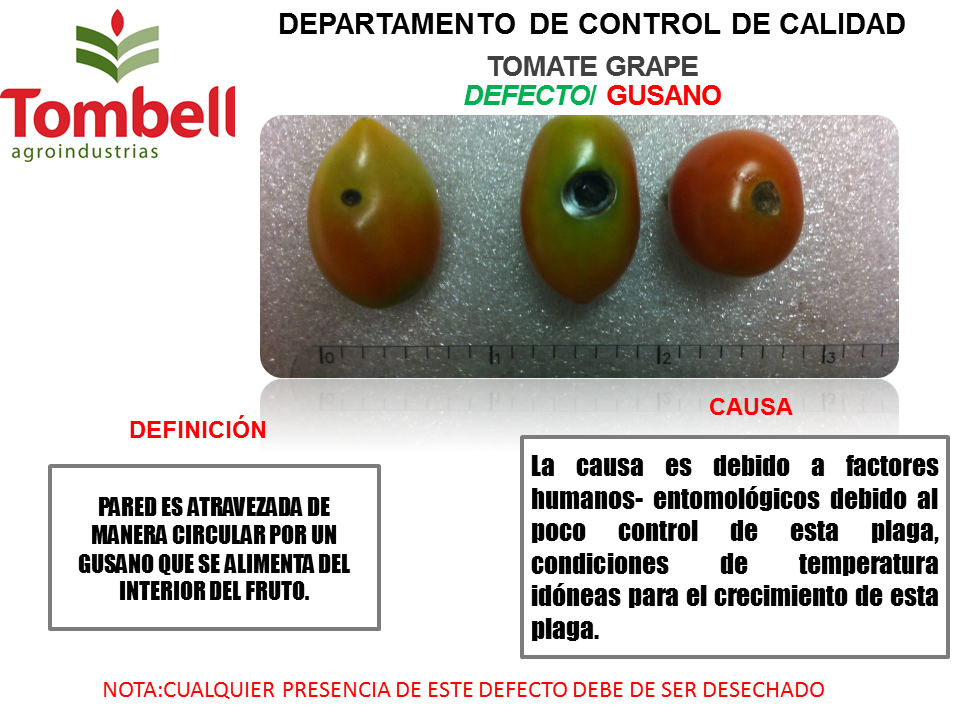 DEPARTAMENTO DE CONTROL DE CALIDAD
TOMATE GRAPE
DEFECTO/ GUSANO
Tombell
agroindustrias
0 1 2 3
CAUSA
DEFINICIÓN
PARED ES ATRAVEZADA DE
MANERA CIRCULAR POR UN
GUSANO QUE SE ALIMENTA DEL
INTERIOR DEL FRUTO.
La causa es debido a factores
humanos- entomológicos debido al
poco control de esta plaga,
condiciones de temperatura
idóneas para el crecimiento de esta
plaga.
NOTA:CUALQUIER PRESENCIA DE ESTE DEFECTO DEBE DE SER DESECHADO